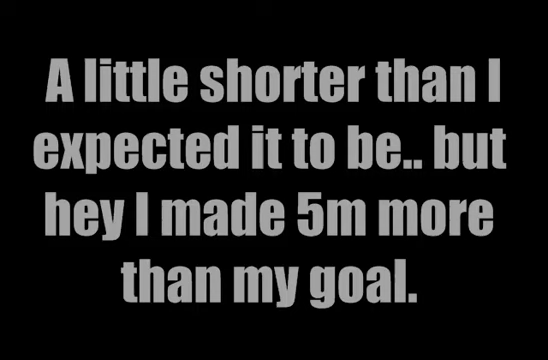 A little shorter than I
expected it to be.. but
hey I made 5m more
than my goal.